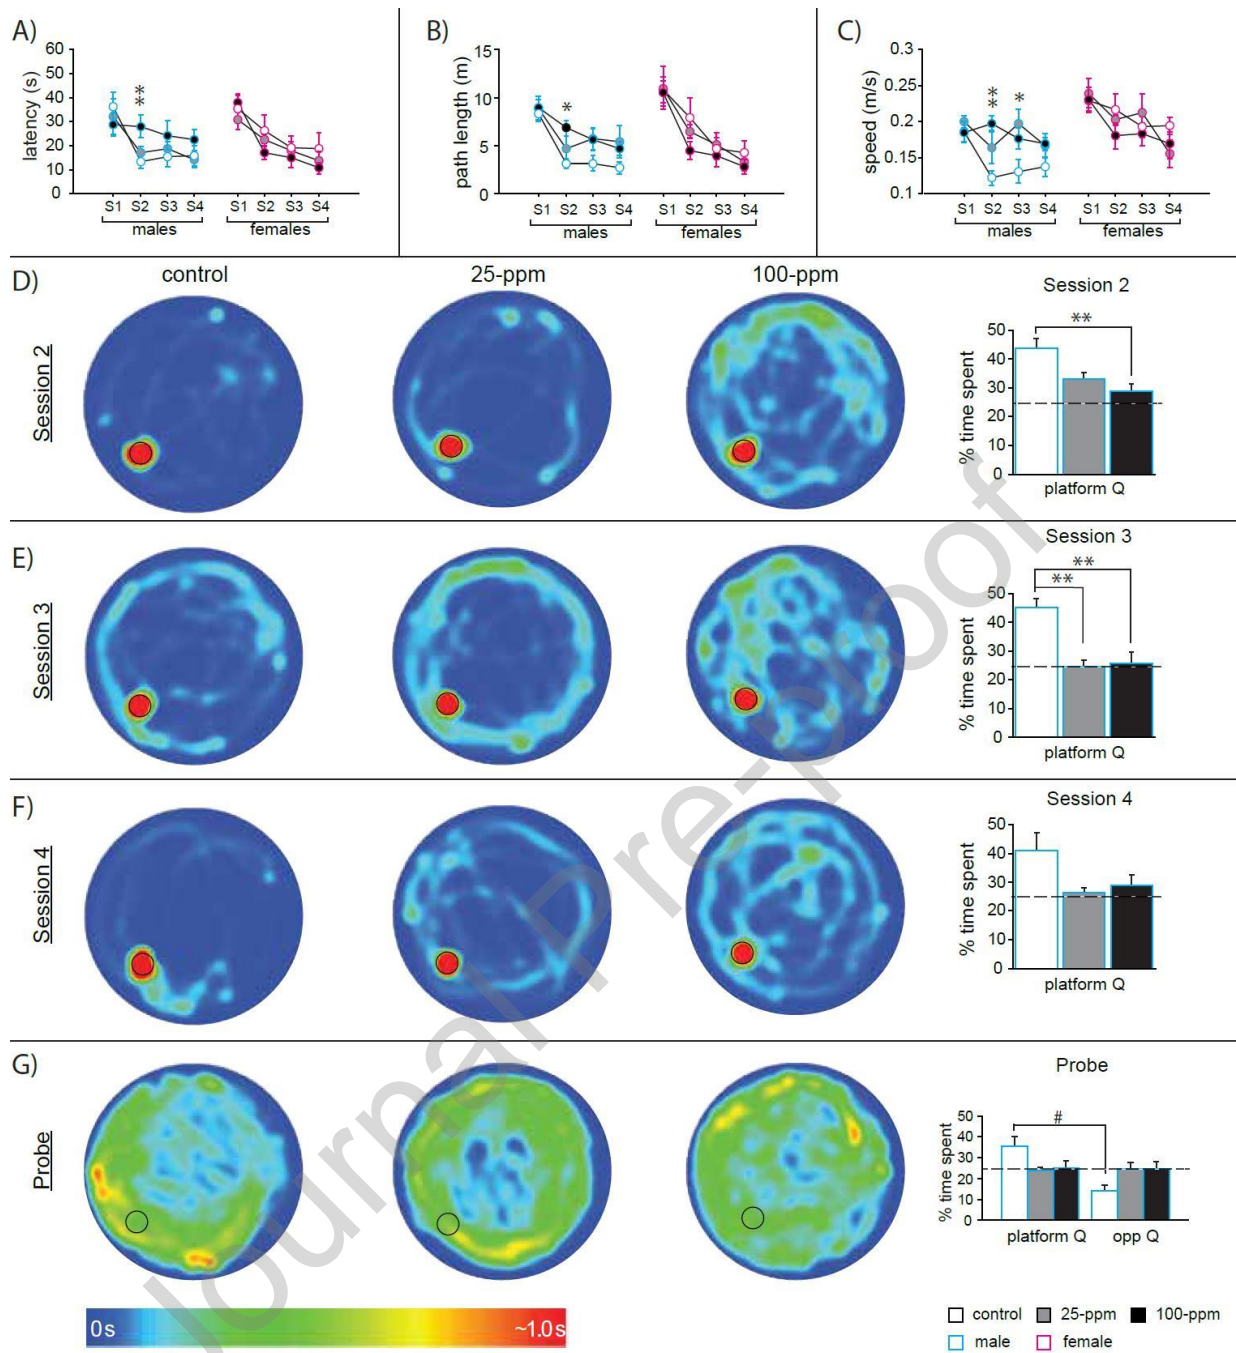 A)
latency (s)
60
50
40
30
20
10
0
**
S1 S2 S3 S4 S1 S2 S3 S4
males females
B)
path length (m)
15
10
5
0
*
S1 S2 S3 S4 S1 S2 S3 S4
males females
C)
speed (m/s)
0.3
0.25
0.2
0.15
0.1
*** *
S1 S2 S3 S4 S1 S2 S3 S4
males females
control 25-ppm 100-ppm
D)
Session 2
Session 2
% time spent
50
40
30
20
10
0
**
platform Q
E)
Session 3
Session 3
% time spent
50
40
30
20
10
0
**
**
platform Q
F)
Session 4
Session 4
% time spent
50
40
30
20
10
0
platform Q
G)
Probe
Probe
% time spent
50
40
30
20
10
0
#
platform Q opp Q
0 s ~1.0 s
control 25-ppm 100-ppm
male female
Journal Pre-proof